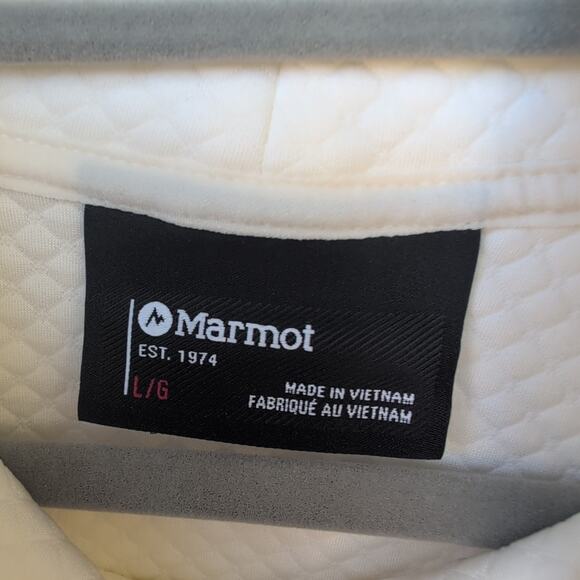 Marmot
EST. 1974
L/G
MADE IN VIETNAM
FABRIQUÉ AU VIETNAM